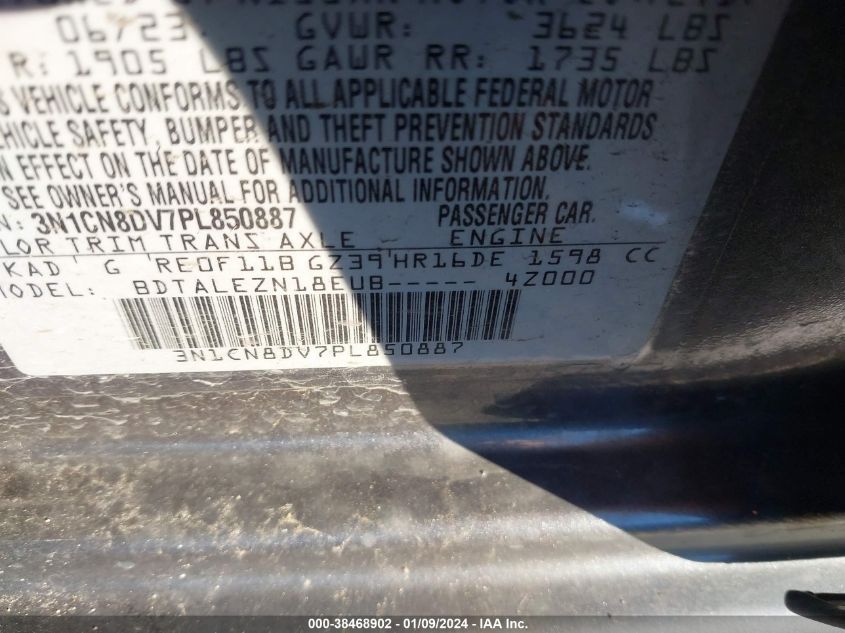 06/23 GVWR: 3624 LBS
R: 1905 LBS GAWR RR: 1735 LBS
S VEHICLE CONFORMS TO ALL APPLICABLE FEDERAL MOTOR
HICLE SAFETY, BUMPER AND THEFT PREVENTION STANDARDS
N EFFECT ON THE DATE OF MANUFACTURE SHOWN ABOVE.
SEE OWNER'S MANUAL FOR ADDITIONAL INFORMATION.
N: 3N1CN8DV7PL850887 PASSENGER CAR.
LOR TRIM TRANS AXLE ENGINE
KAD G RE0F11B GZ39 HR16DE 1598 CC
MODEL: BDTALEZN18EUB----- 4Z000
3N1CN8DV7PL850887
000-38468902 - 01/09/2024 - IAA Inc.